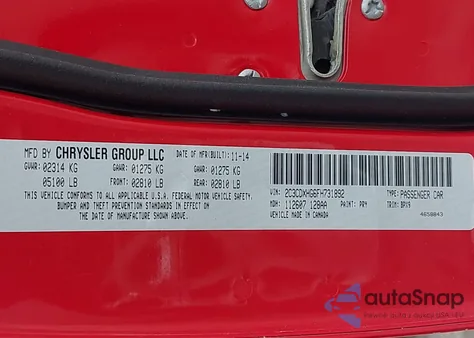 MFD BY CHRYSLER GROUP LLC DATE OF MFR(BUILT): 11-14
GVWR: 02314 KG GAWR: 01275 KG GAWR: 01275 KG
05100 LB FRONT: 02810 LB REAR: 02810 LB
THIS VEHICLE CONFORMS TO ALL APPLICABLE U.S.A. FEDERAL MOTOR VEHICLE SAFETY,
BUMPER AND THEFT PREVENTION STANDARDS IN EFFECT
ON THE DATE OF MANUFACTURE SHOWN ABOVE.
VIN: 2C3CDXHG6FH731892 TYPE: PASSENGER CAR
MDH: 112607 128AA PAINT: PR4 TRIM: BPX9
VEHICLE MADE IN CANADA 4658843
autoSnap